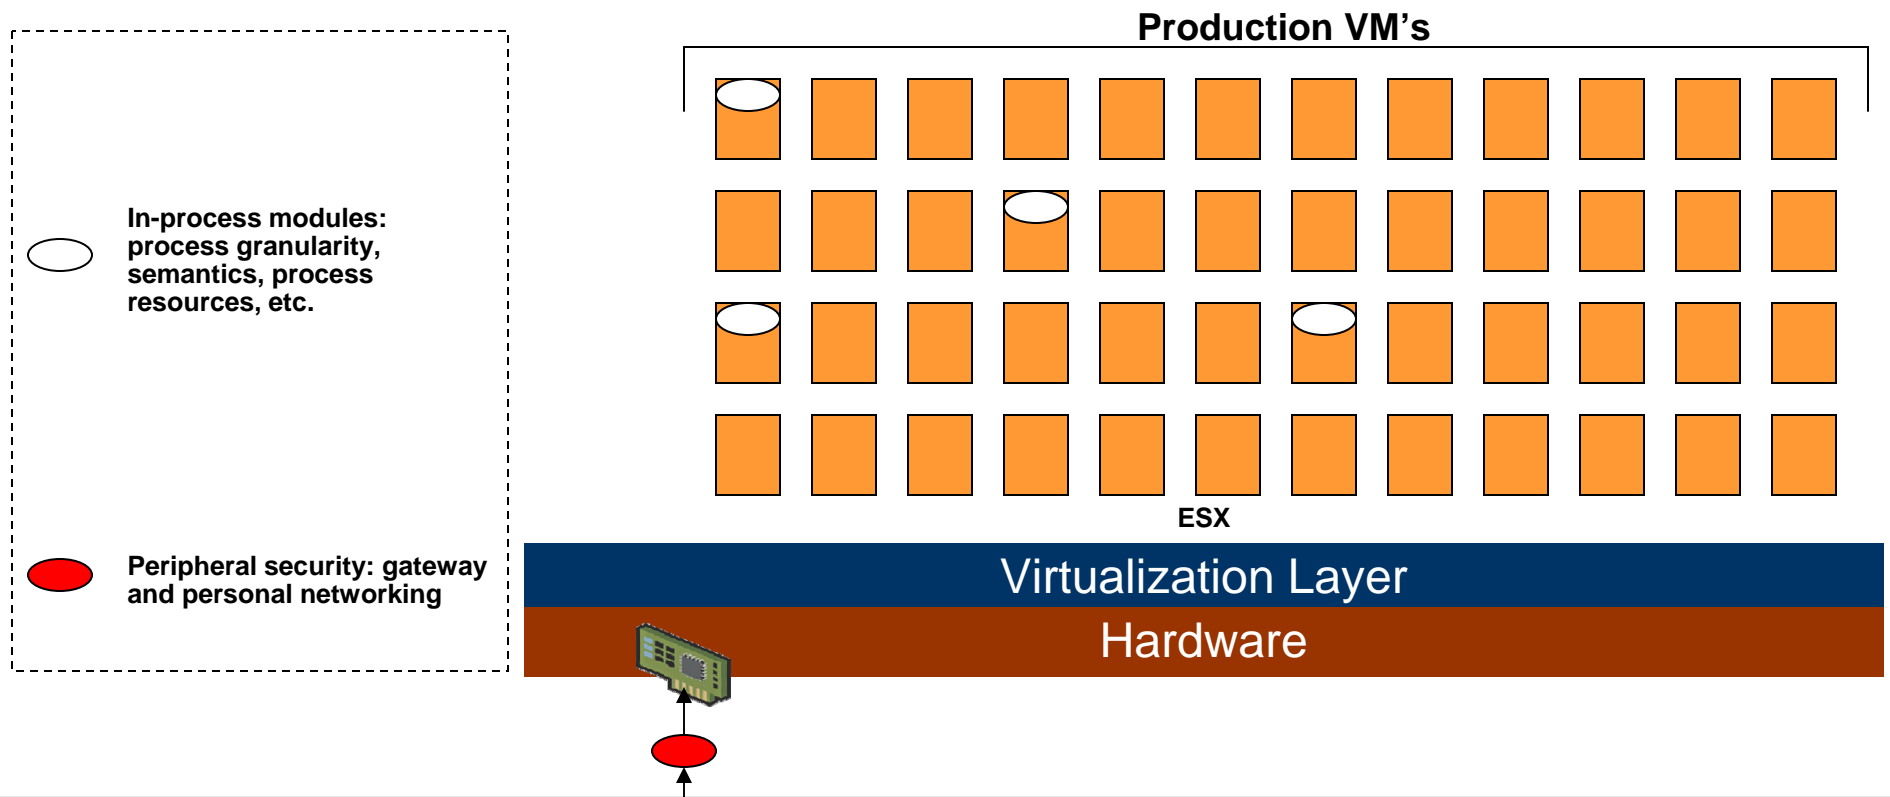 Production VM's
In-process modules:
process granularity,
semantics, process
resources, etc.
ESX
Peripheral security: gateway
and personal networking
Virtualization Layer
Hardware